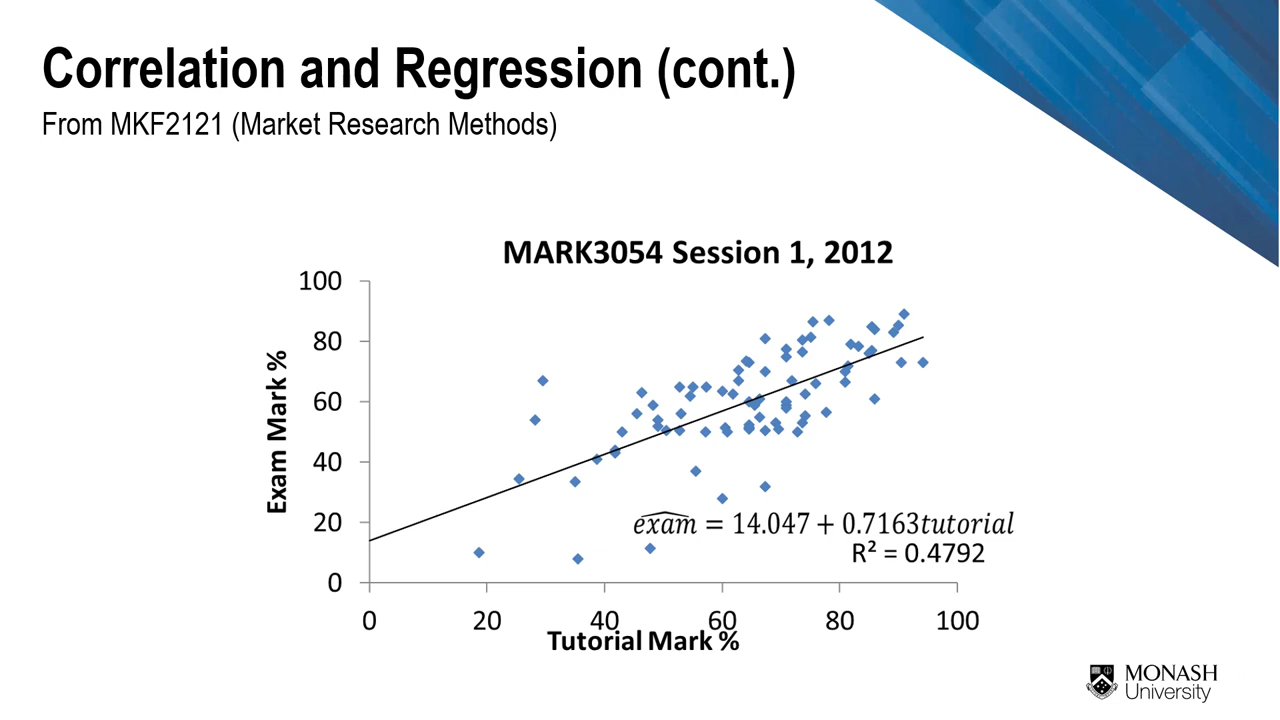 Correlation and Regression (cont.)
From MKF2121 (Market Research Methods)
MARK3054 Session 1, 2012
100
80
60
40
20
0
Exam Mark %
$\widehat{exam} = 14.047 + 0.7163tutorial$
R² = 0.4792
0 20 40 60 80 100
Tutorial Mark %
MONASH
University